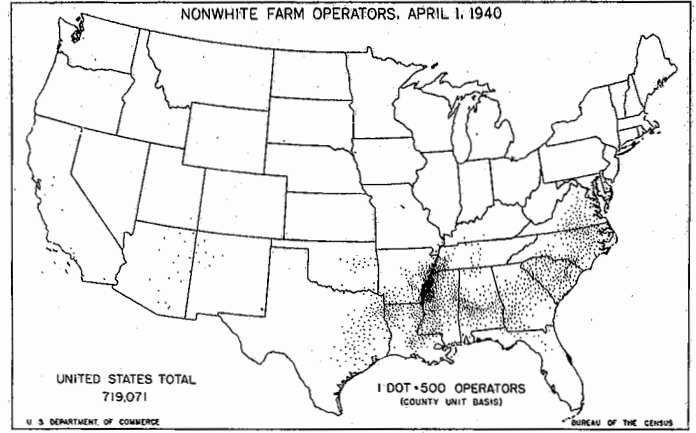 NONWHITE FARM OPERATORS, APRIL 1, 1940
UNITED STATES TOTAL
719,071
1 DOT = 500 OPERATORS
(COUNTY UNIT BASIS)
U S DEPARTMENT OF COMMERCE
BUREAU OF THE CENSUS